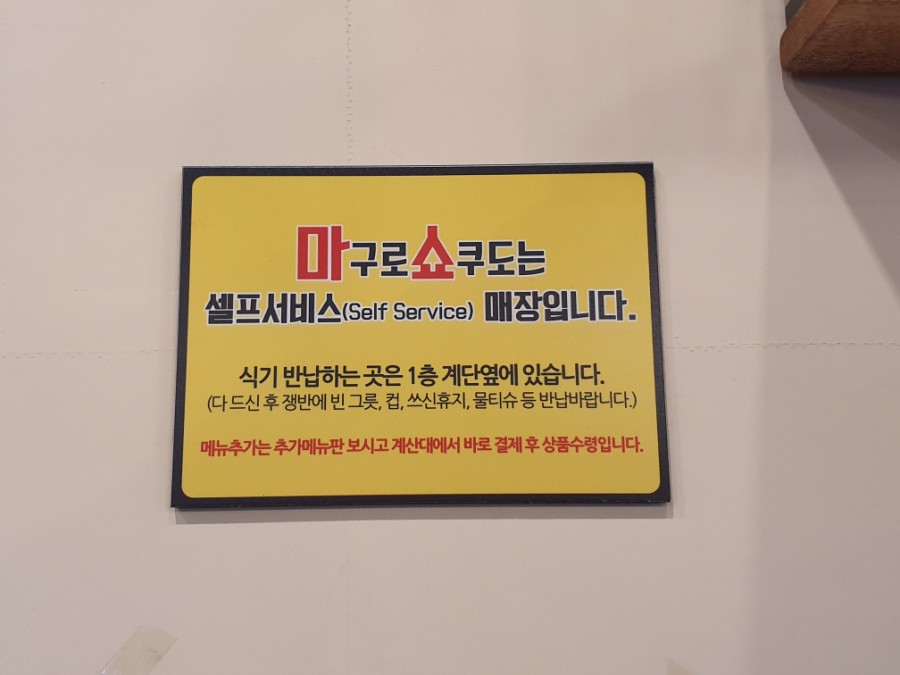 마구로쇼쿠도는
셀프서비스(Self Service) 매장입니다.
식기 반납하는 곳은 1층 계단옆에 있습니다.
(다 드신 후 쟁반에 빈 그릇, 컵, 쓰신휴지, 물티슈 등 반납바랍니다.)
메뉴추가는 추가메뉴판 보시고 계산대에서 바로 결제 후 상품수령입니다.